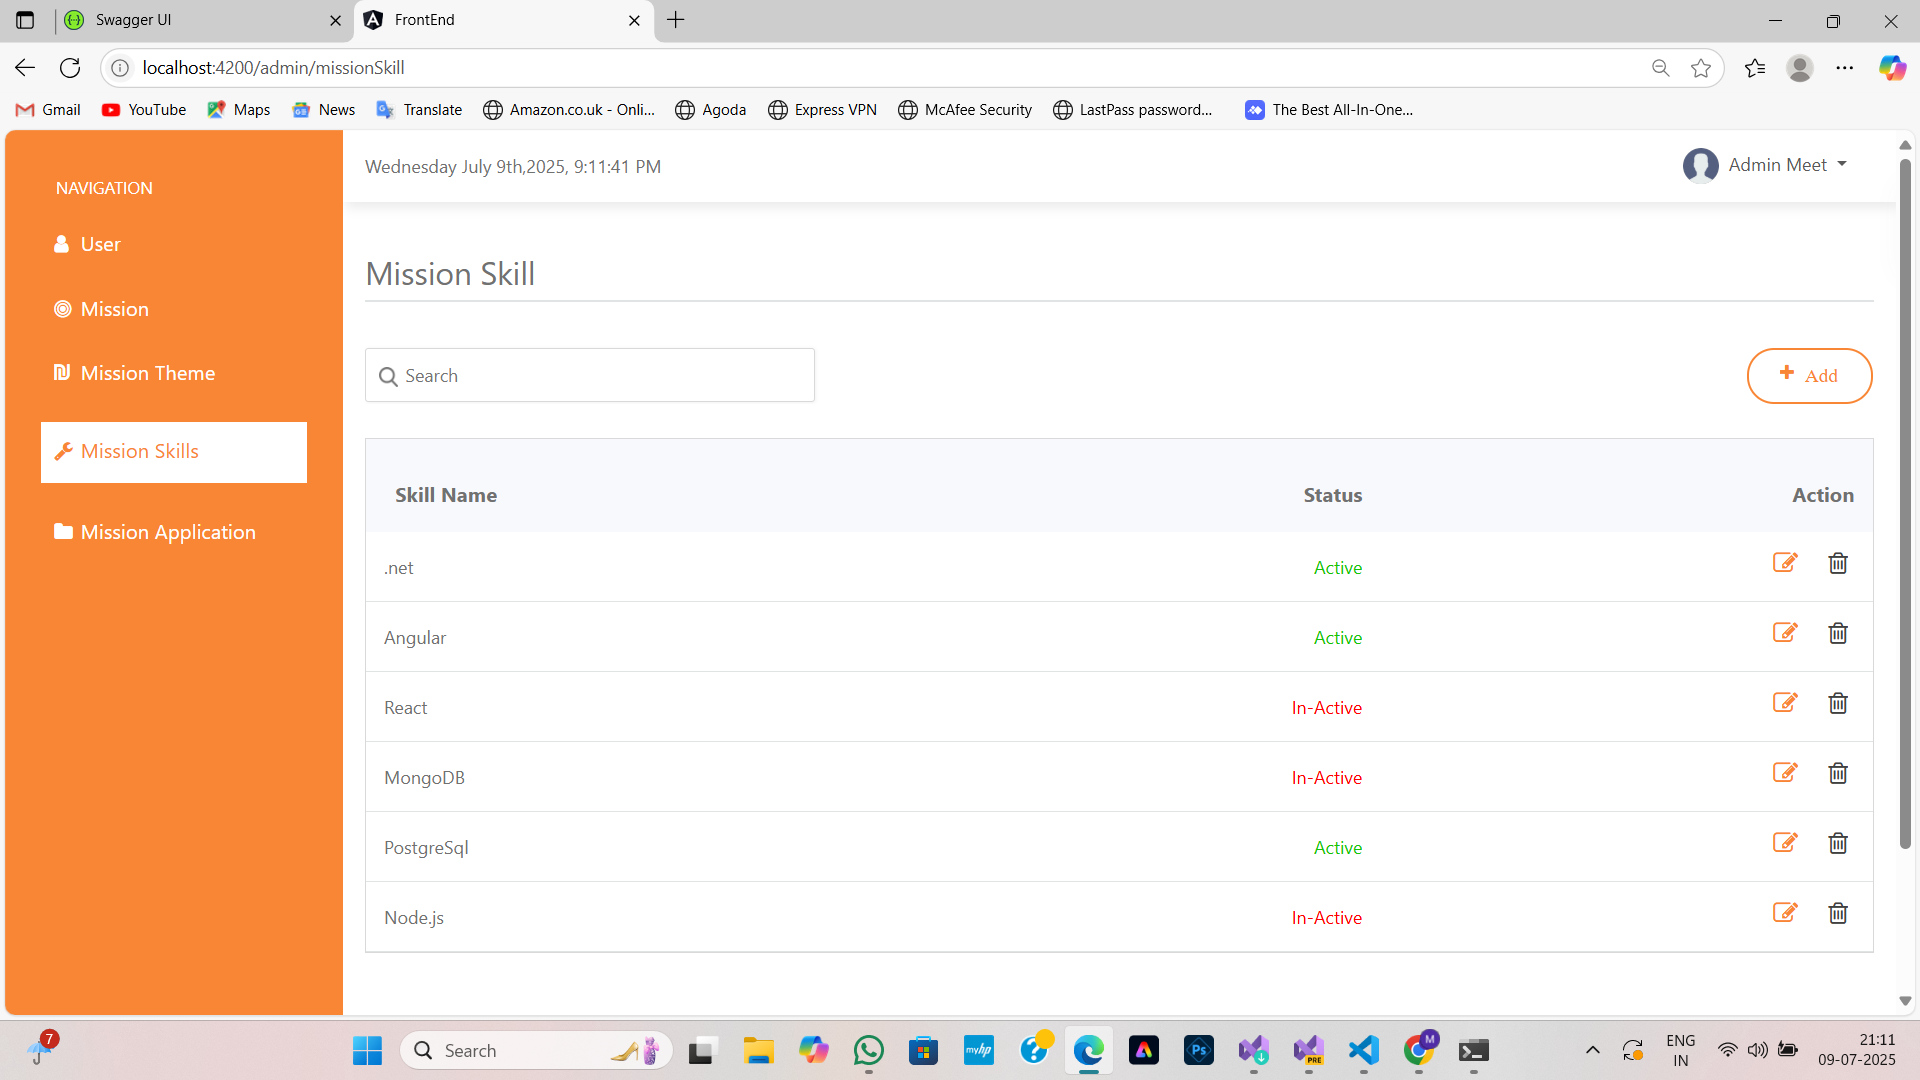 Swagger UI
FrontEnd
localhost:4200/admin/missionSkill
Gmail
YouTube
Maps
News
Translate
Amazon.co.uk - Onli...
Agoda
Express VPN
McAfee Security
LastPass password...
The Best All-In-One...
NAVIGATION
User
Mission
Mission Theme
Mission Skills
Mission Application
Wednesday July 9th,2025, 9:11:41 PM
Admin Meet
Mission Skill
Search
Add
Skill Name Status Action
.net Active
Angular Active
React In-Active
MongoDB In-Active
PostgreSql Active
Node.js In-Active
7
Search
myhp
Ps
PRE
M
ENG
IN
21:11
09-07-2025